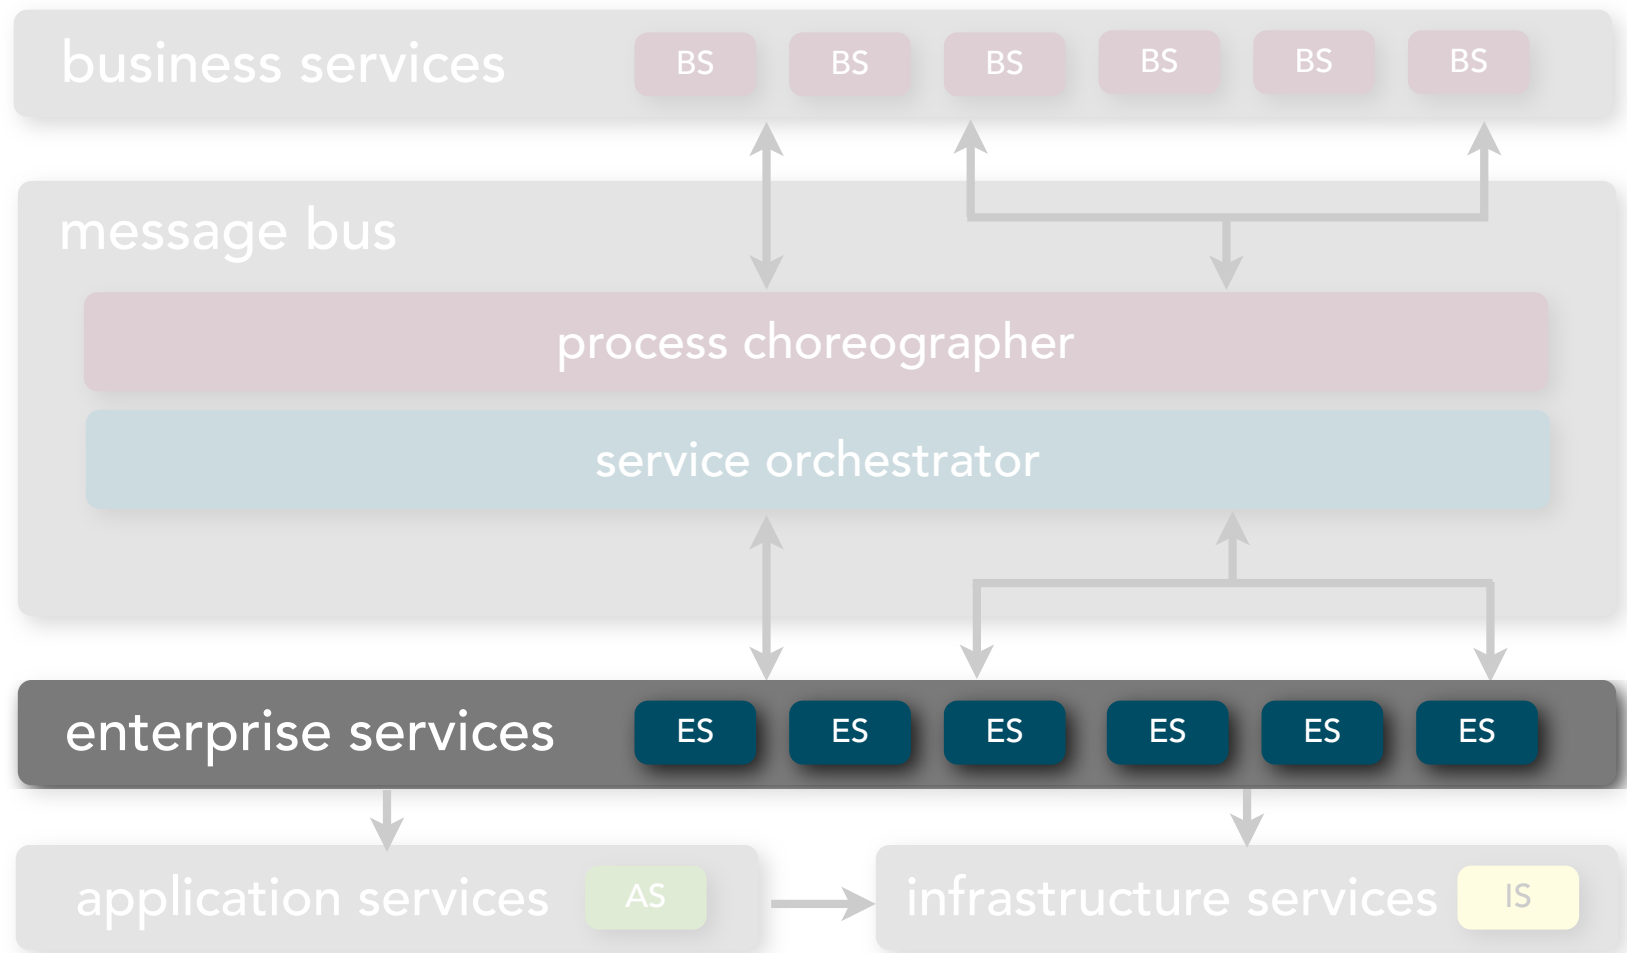 business services BS BS BS BS BS BS
message bus
process choreographer
service orchestrator
enterprise services ES ES ES ES ES ES
application services AS infrastructure services IS